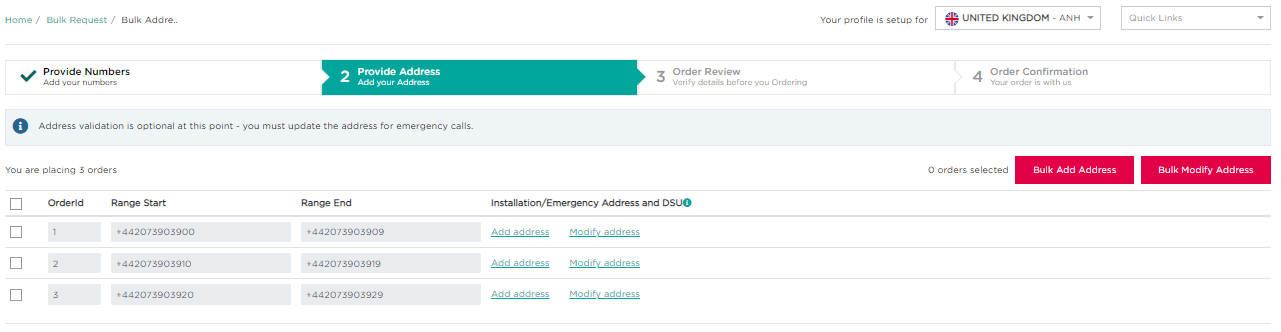 Home / Bulk Request / Bulk Addre..
Your profile is setup for UNITED KINGDOM - ANH Quick Links
Provide Numbers
Add your numbers
2 Provide Address
Add your Address
3 Order Review
Verify details before you Ordering
4 Order Confirmation
Your order is with us
Address validation is optional at this point - you must update the address for emergency calls.
You are placing 3 orders 0 orders selected Bulk Add Address Bulk Modify Address
OrderId Range Start Range End Installation/Emergency Address and DSU
1 +442073903900 +442073903909 Add address Modify address
2 +442073903910 +442073903919 Add address Modify address
3 +442073903920 +442073903929 Add address Modify address